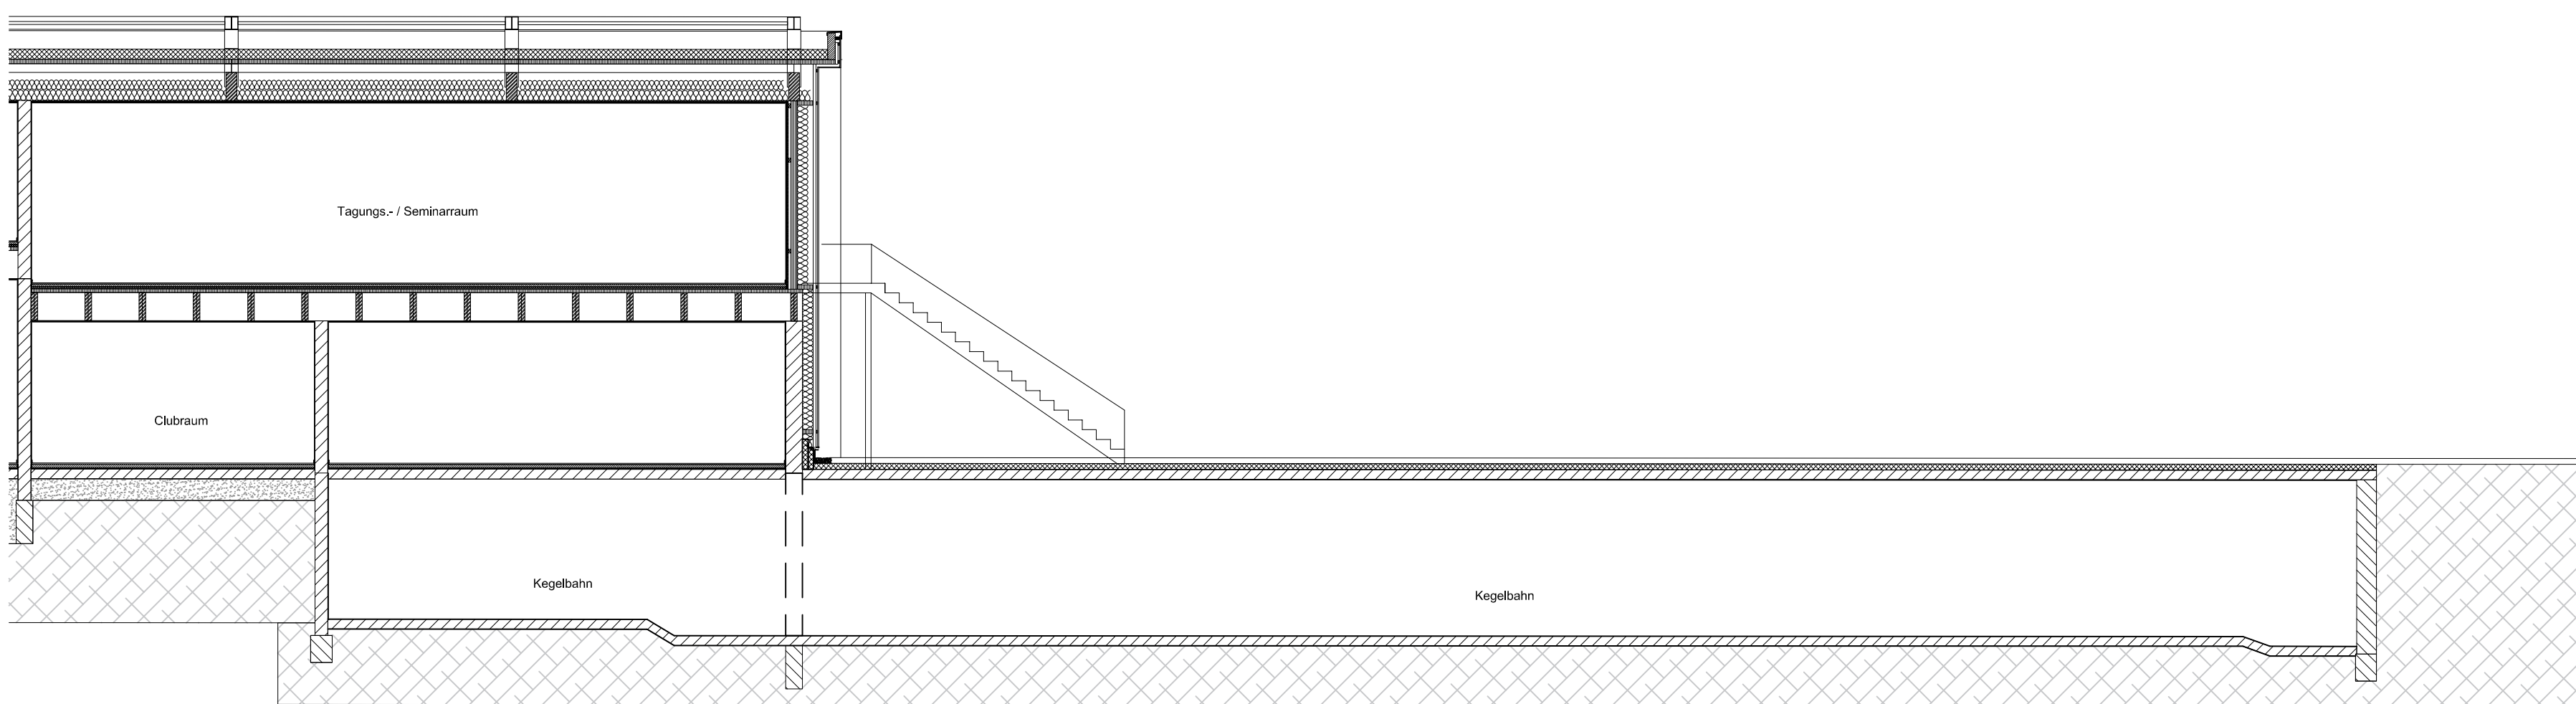 Tagungs.- / Seminarraum
Clubraum
Kegelbahn
Kegelbahn